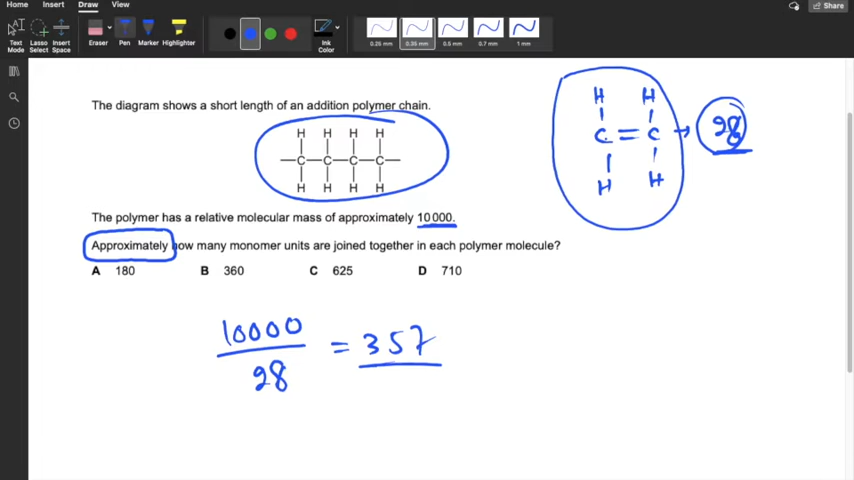 Home Insert Draw View
Share
Text Mode
Lasso Select
Insert Space
Eraser
Pen
Marker
Highlighter
Ink Color
0.25 mm
0.35 mm
0.5 mm
0.7 mm
1 mm
The diagram shows a short length of an addition polymer chain.
H H H H
C C C C
H H H H
H H
C = C → 28
H H
The polymer has a relative molecular mass of approximately 10 000.
Approximately how many monomer units are joined together in each polymer molecule?
A 180 B 360 C 625 D 710
10000
= 357
28